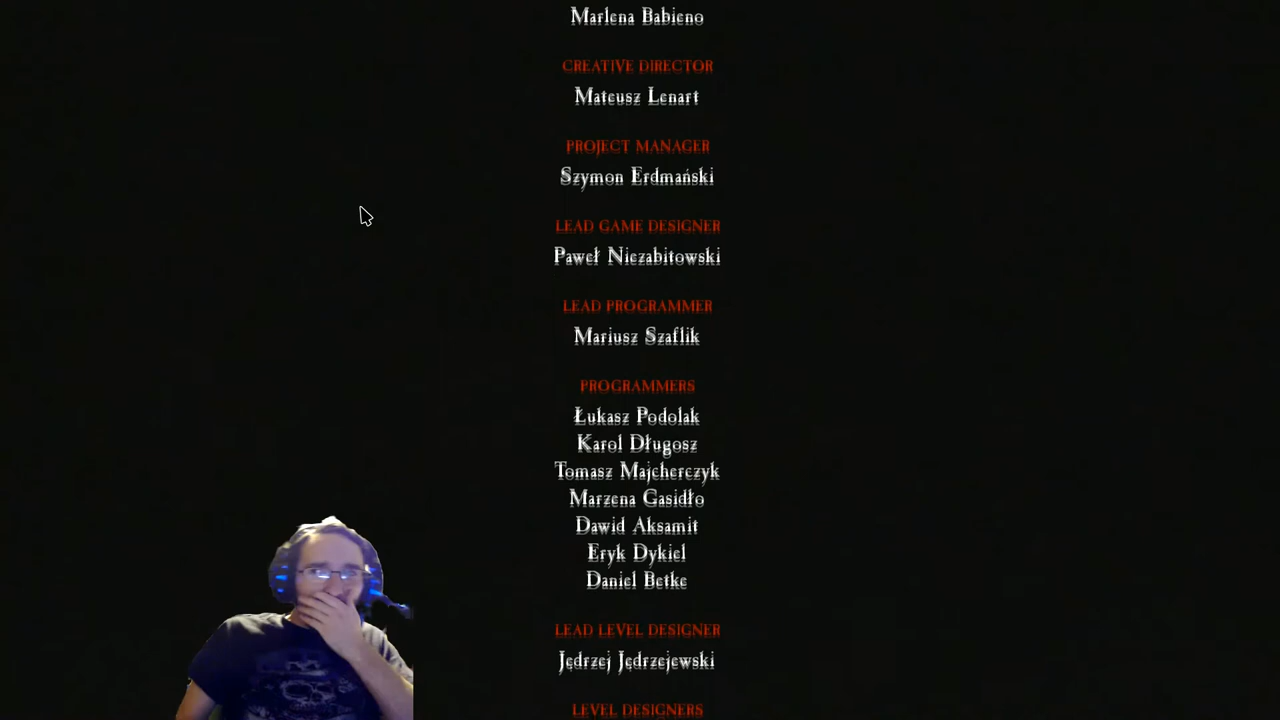 Marlena Babieno
CREATIVE DIRECTOR
Mateusz Lenart
PROJECT MANAGER
Szymon Erdmański
LEAD GAME DESIGNER
Paweł Niezabitowski
LEAD PROGRAMMER
Mariusz Szaflik
PROGRAMMERS
Łukasz Podolak
Karol Długosz
Tomasz Majcherczyk
Marzena Gasidło
Dawid Aksamit
Eryk Dykiel
Daniel Betke
LEAD LEVEL DESIGNER
Jędrzej Jędrzejewski
LEVEL DESIGNERS